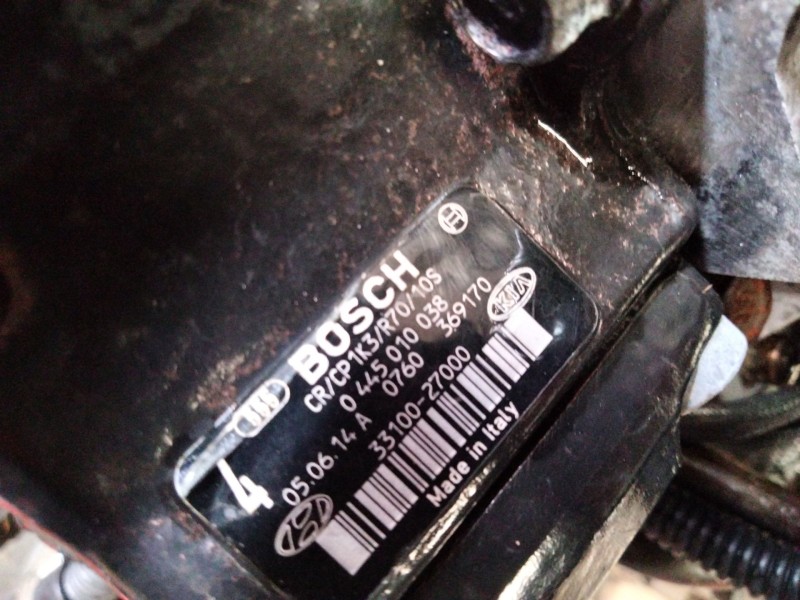 BOSCH
CR/CP1K3/R70/10S
0 445 010 038
05.06.14 A 0760 369170
KIA
33100-27000
Made in Italy
4